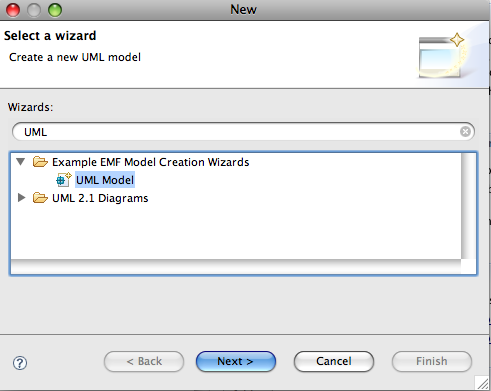 New
Select a wizard
Create a new UML model
Wizards:
UML
Example EMF Model Creation Wizards
UML Model
UML 2.1 Diagrams
?
< Back
Next >
Cancel
Finish